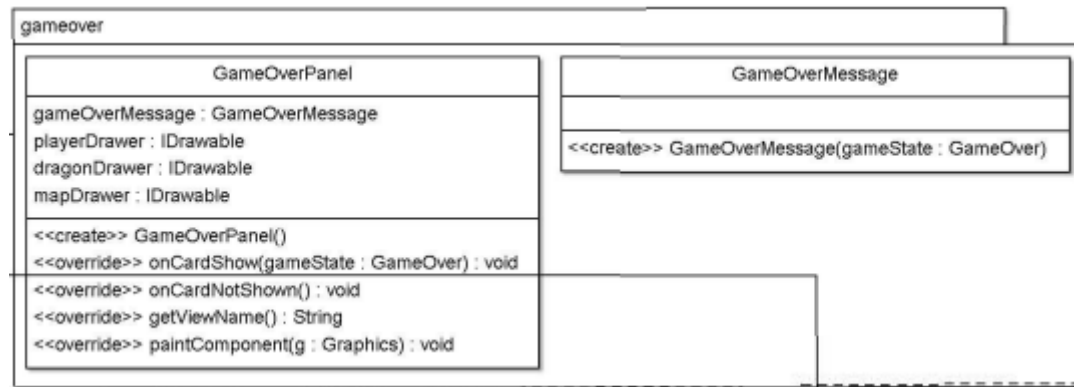 gameover
GameOverPanel
gameOverMessage : GameOverMessage
playerDrawer : IDrawable
dragonDrawer : IDrawable
mapDrawer : IDrawable
<<create>> GameOverPanel()
<<override>> onCardShow(gameState : GameOver) : void
<<override>> onCardNotShown() : void
<<override>> getViewName() : String
<<override>> paintComponent(g : Graphics) : void
GameOverMessage
<<create>> GameOverMessage(gameState : GameOver)